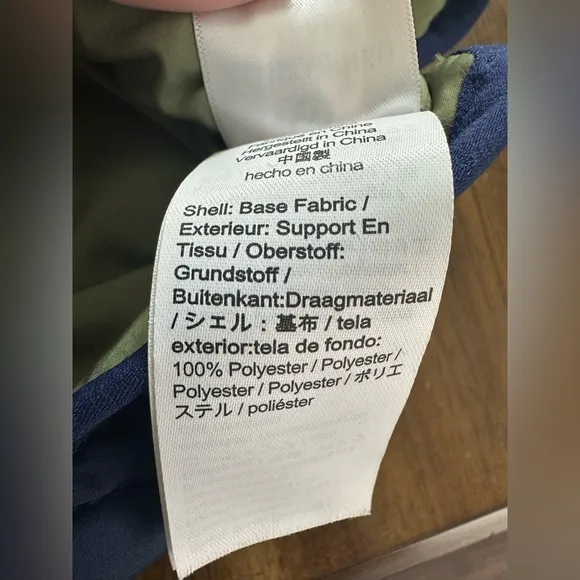 Hergestellt in China
Vervaardigd in China
中国製
hecho en china
Shell: Base Fabric /
Exterieur: Support En
Tissu / Oberstoff:
Grundstoff /
Buitenkant:Draagmateriaal
/ シェル：基布 / tela
exterior:tela de fondo:
100% Polyester / Polyester /
Polyester / Polyester / ポリエ
ステル / poliéster